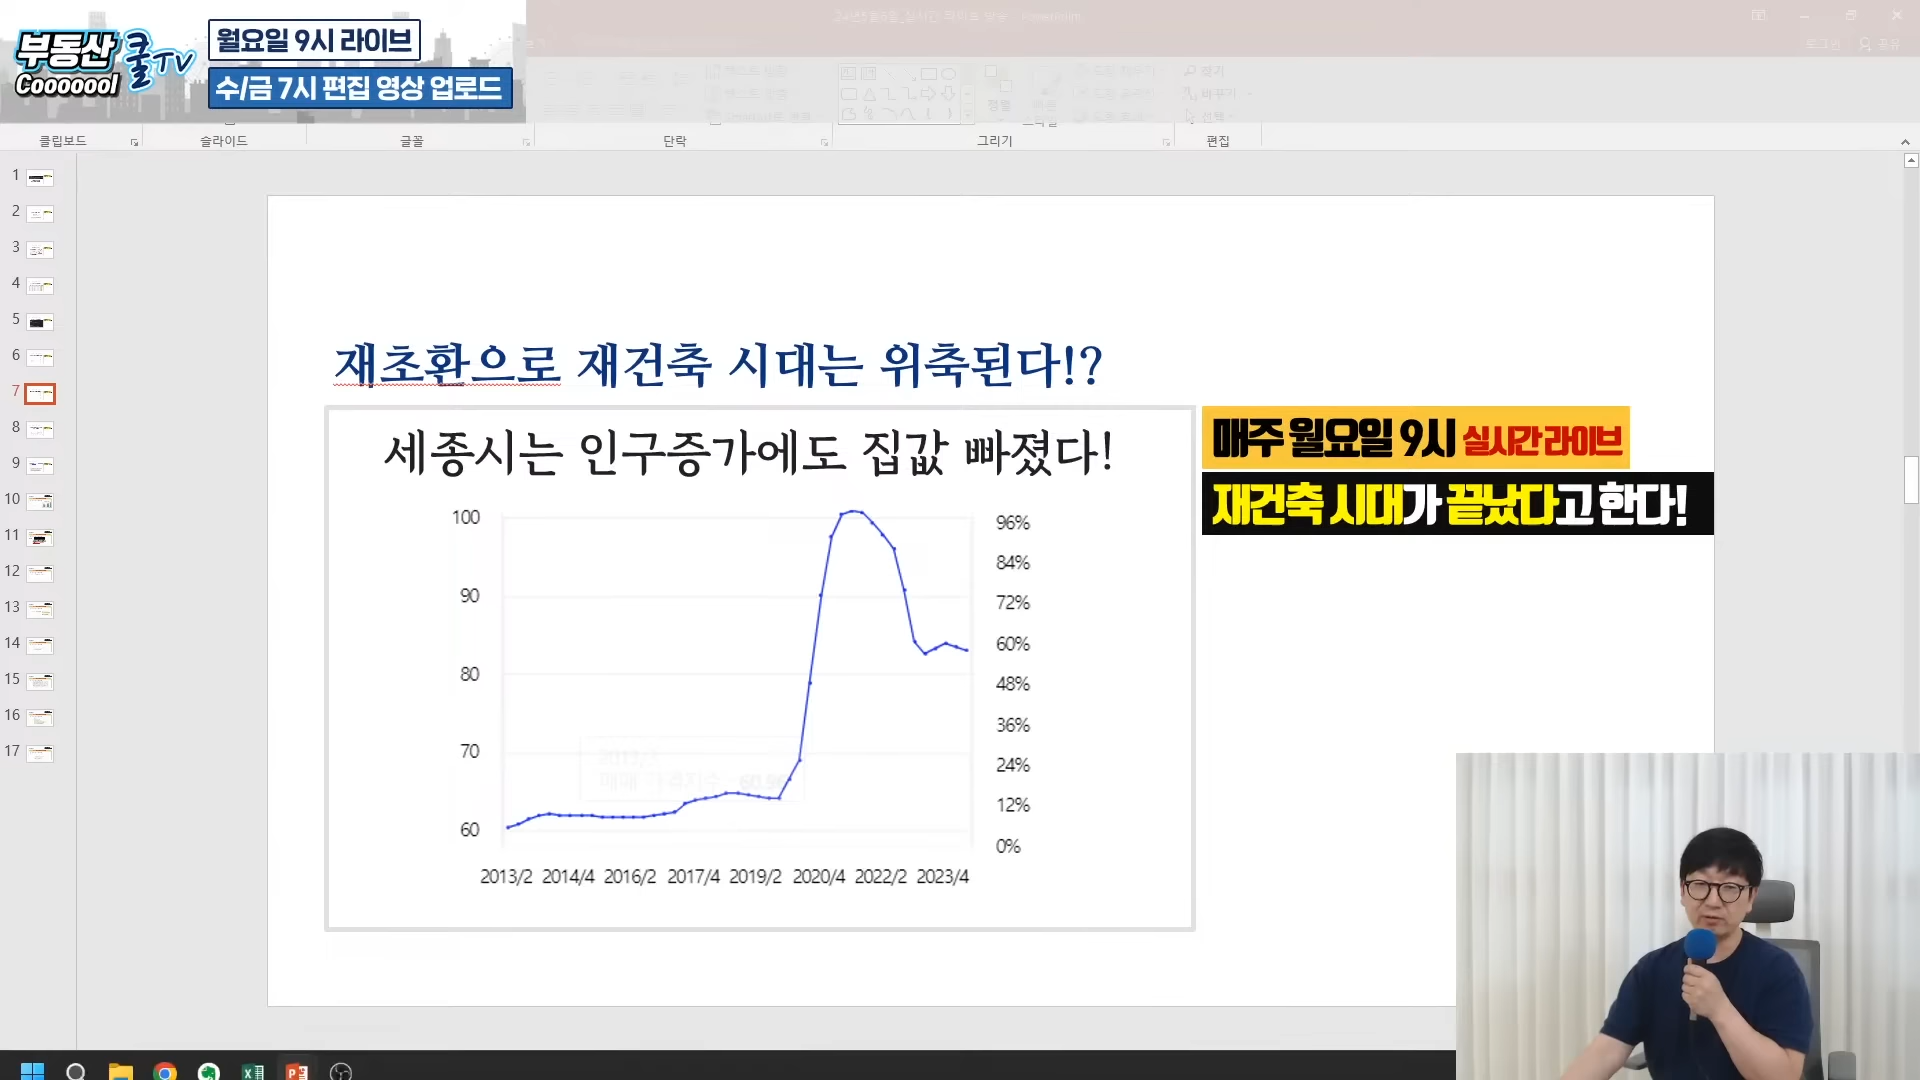 부동산
Cooooool
쿨TV
월요일 9시 라이브
수/금 7시 편집 영상 업로드
클립보드
슬라이드
글꼴
단락
그리기
편집
1
2
3
4
5
6
7
8
9
10
11
12
13
14
15
16
17
재초환으로 재건축 시대는 위축된다!?
세종시는 인구증가에도 집값 빠졌다!
100
90
80
70
60
96%
84%
72%
60%
48%
36%
24%
12%
0%
2013/2 2014/4 2016/2 2017/4 2019/2 2020/4 2022/2 2023/4
매주 월요일 9시 실시간 라이브
재건축 시대가 끝났다고 한다!